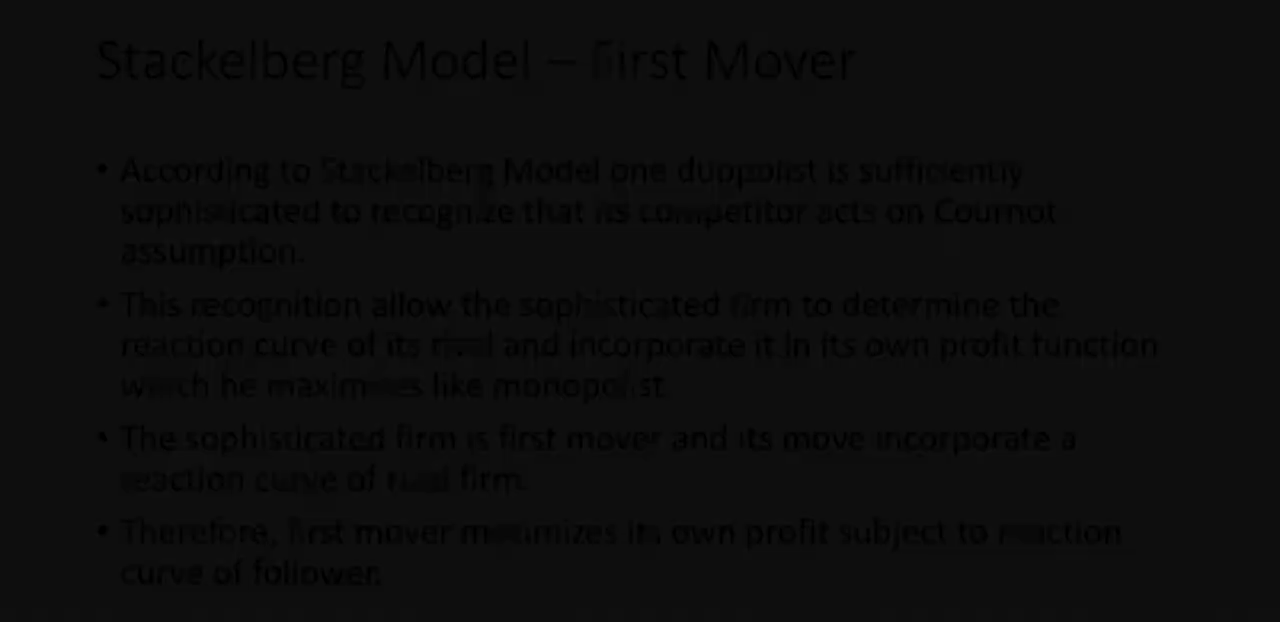 Stackelberg Model – First Mover
• According to Stackelberg Model one duopolist is sufficiently
sophisticated to recognize that its competitor acts on Cournot
assumption.
• This recognition allow the sophisticated firm to determine the
reaction curve of its rival and incorporate it in its own profit function
which he maximises like monopolist.
• The sophisticated firm is first mover and its move incorporate a
reaction curve of rival firm.
• Therefore, first mover maximizes its own profit subject to reaction
curve of follower.